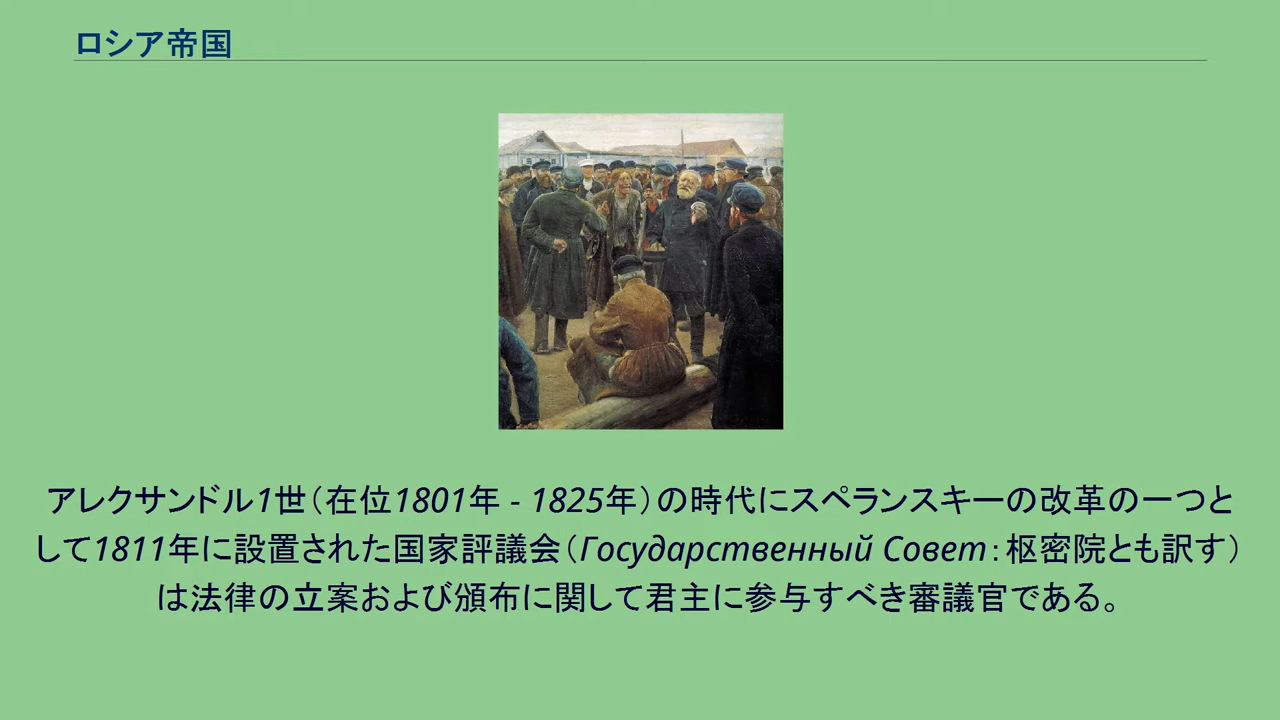 ロシア帝国
アレクサンドル1世（在位1801年 - 1825年）の時代にスペランスキーの改革の一つと
して1811年に設置された国家評議会（Государственный Совет：枢密院とも訳す）
は法律の立案および頒布に関して君主に参与すべき審議官である。